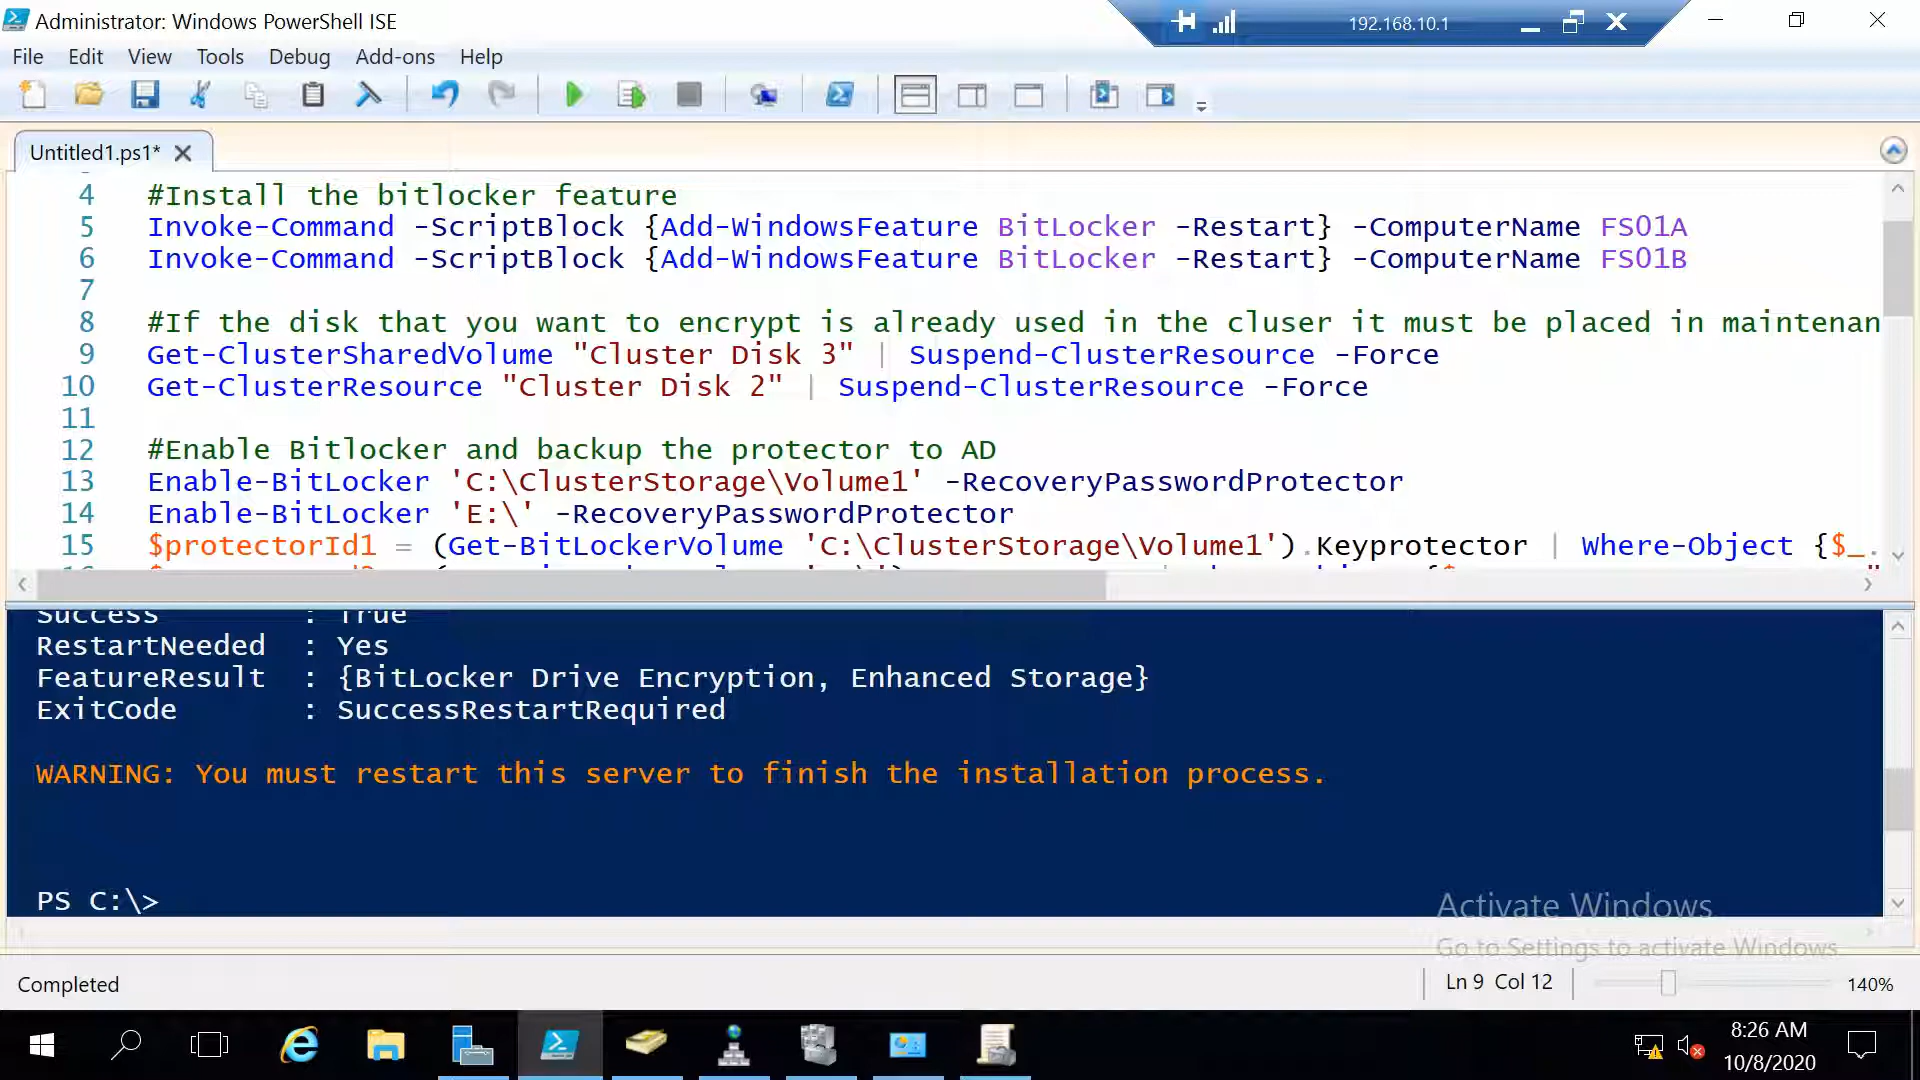 Administrator: Windows PowerShell ISE
192.168.10.1
File Edit View Tools Debug Add-ons Help
Untitled1.ps1*
4 #Install the bitlocker feature
5 Invoke-Command -ScriptBlock {Add-WindowsFeature BitLocker -Restart} -ComputerName FS01A
6 Invoke-Command -ScriptBlock {Add-WindowsFeature BitLocker -Restart} -ComputerName FS01B
7
8 #If the disk that you want to encrypt is already used in the cluser it must be placed in maintenan
9 Get-ClusterSharedVolume "Cluster Disk 3" | Suspend-ClusterResource -Force
10 Get-ClusterResource "Cluster Disk 2" | Suspend-ClusterResource -Force
11
12 #Enable Bitlocker and backup the protector to AD
13 Enable-BitLocker 'C:\ClusterStorage\Volume1' -RecoveryPasswordProtector
14 Enable-BitLocker 'E:\' -RecoveryPasswordProtector
15 $protectorId1 = (Get-BitLockerVolume 'C:\ClusterStorage\Volume1').Keyprotector | Where-Object {$_.
Success : True
RestartNeeded : Yes
FeatureResult : {BitLocker Drive Encryption, Enhanced Storage}
ExitCode : SuccessRestartRequired
WARNING: You must restart this server to finish the installation process.
PS C:\>
Activate Windows
Go to Settings to activate Windows
Completed
Ln 9 Col 12
140%
8:26 AM
10/8/2020